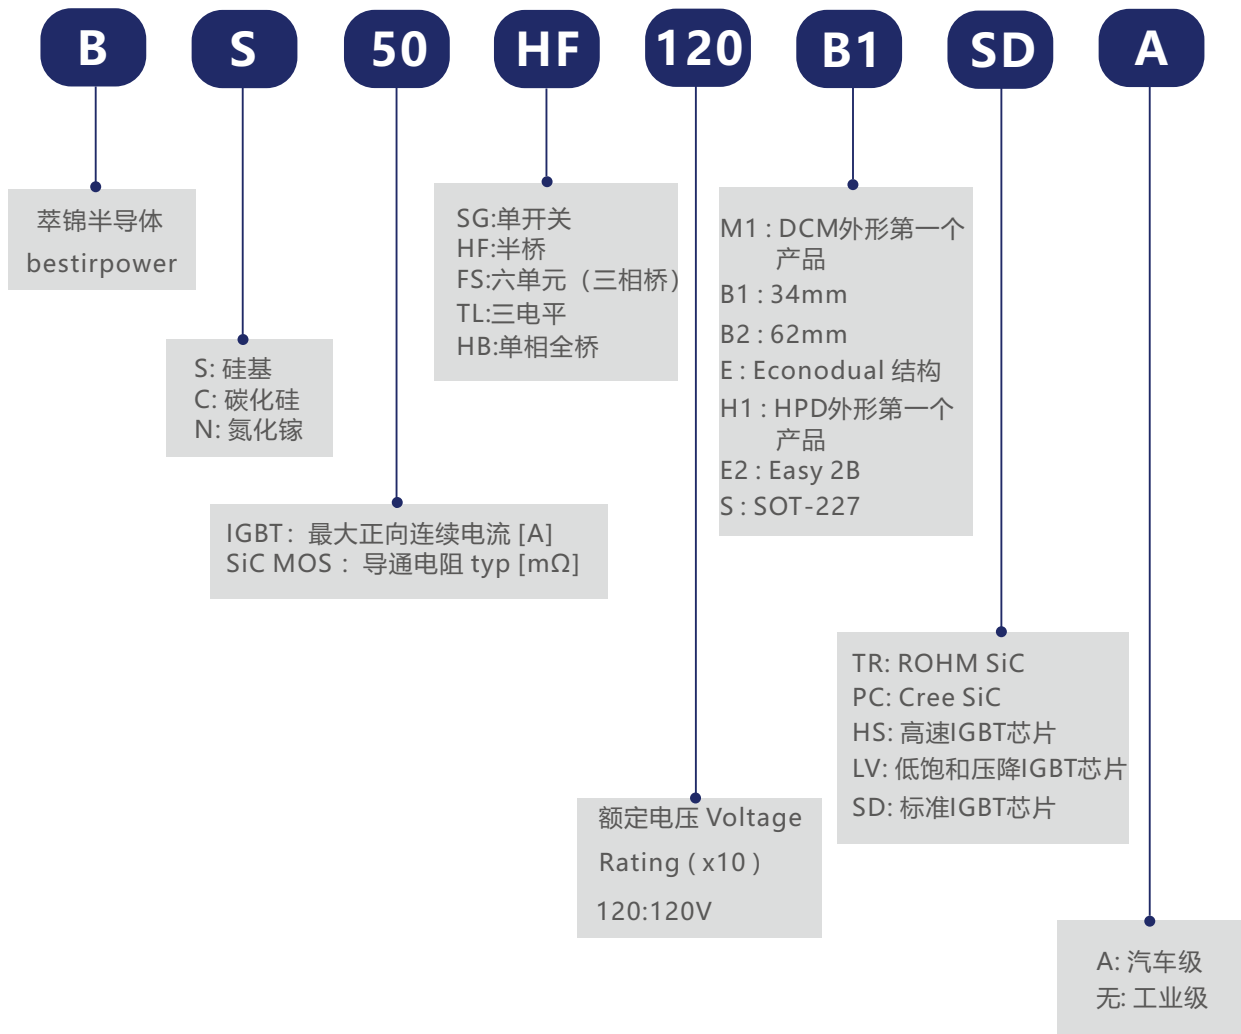 B S 50 HF 120 B1 SD A
萃锦半导体
bestirpower
S: 硅基
C: 碳化硅
N: 氮化镓
IGBT：最大正向连续电流 [A]
SiC MOS ：导通电阻 typ [mΩ]
SG:单开关
HF:半桥
FS:六单元（三相桥）
TL:三电平
HB:单相全桥
额定电压 Voltage
Rating ( x10 )
120:120V
M1 : DCM外形第一个
产品
B1 : 34mm
B2 : 62mm
E : Econodual 结构
H1 : HPD外形第一个
产品
E2 : Easy 2B
S : SOT-227
TR: ROHM SiC
PC: Cree SiC
HS: 高速IGBT芯片
LV: 低饱和压降IGBT芯片
SD: 标准IGBT芯片
A: 汽车级
无: 工业级